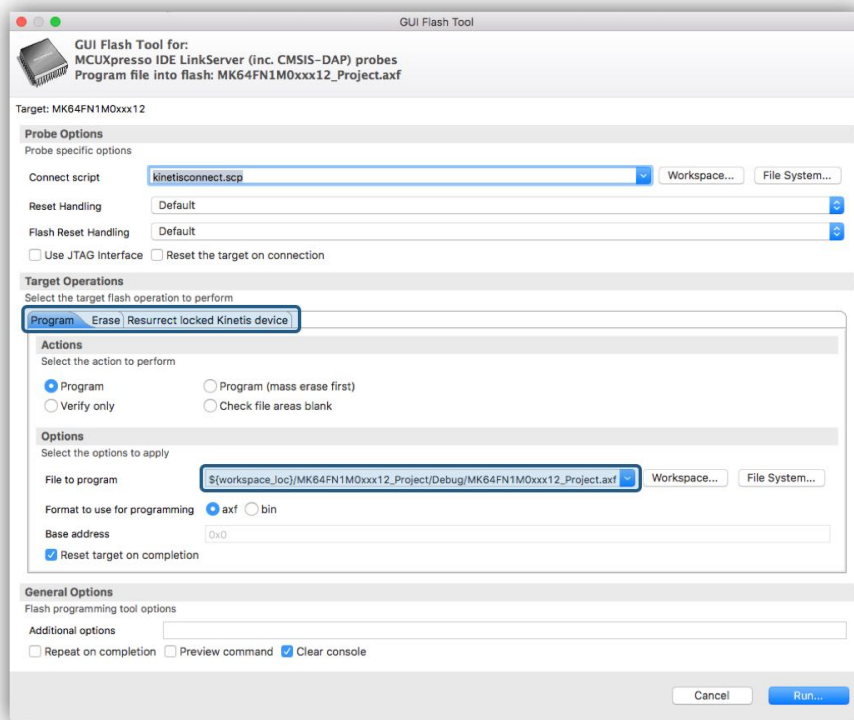 GUI Flash Tool
GUI Flash Tool for:
MCUXpresso IDE LinkServer (inc. CMSIS-DAP) probes
Program file into flash: MK64FN1M0xxx12_Project.axf
Target: MK64FN1M0xxx12
Probe Options
Probe specific options
Connect script kinetisconnect.scp Workspace... File System...
Reset Handling Default
Flash Reset Handling Default
Use JTAG Interface Reset the target on connection
Target Operations
Select the target flash operation to perform
Program Erase Resurrect locked Kinetis device
Actions
Select the action to perform
Program Program (mass erase first)
Verify only Check file areas blank
Options
Select the options to apply
File to program ${workspace_loc}/MK64FN1M0xxx12_Project/Debug/MK64FN1M0xxx12_Project.axf Workspace... File System...
Format to use for programming axf bin
Base address 0x0
Reset target on completion
General Options
Flash programming tool options
Additional options
Repeat on completion Preview command Clear console
Cancel Run...